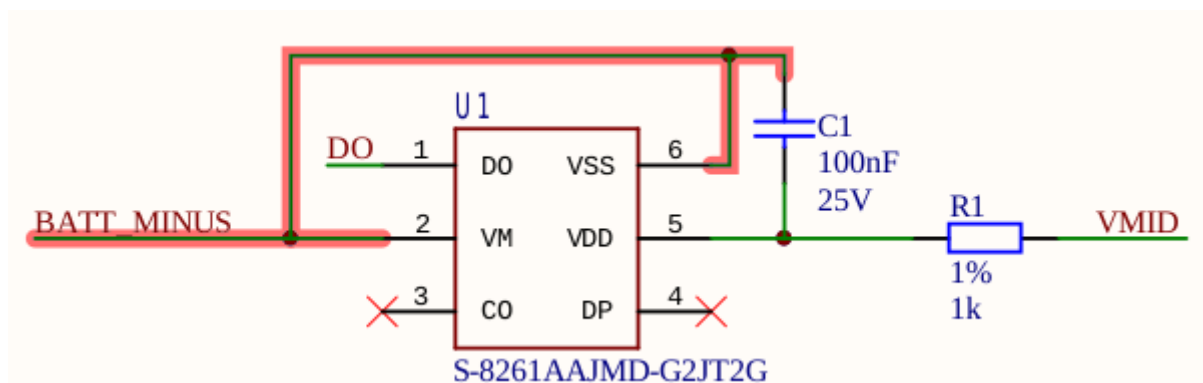 U1
DO 1 DO VSS 6
C1
100nF
25V
BATT_MINUS 2 VM VDD 5
R1
VMID
1%
1k
3 CO DP 4
S-8261AAJMD-G2JT2G